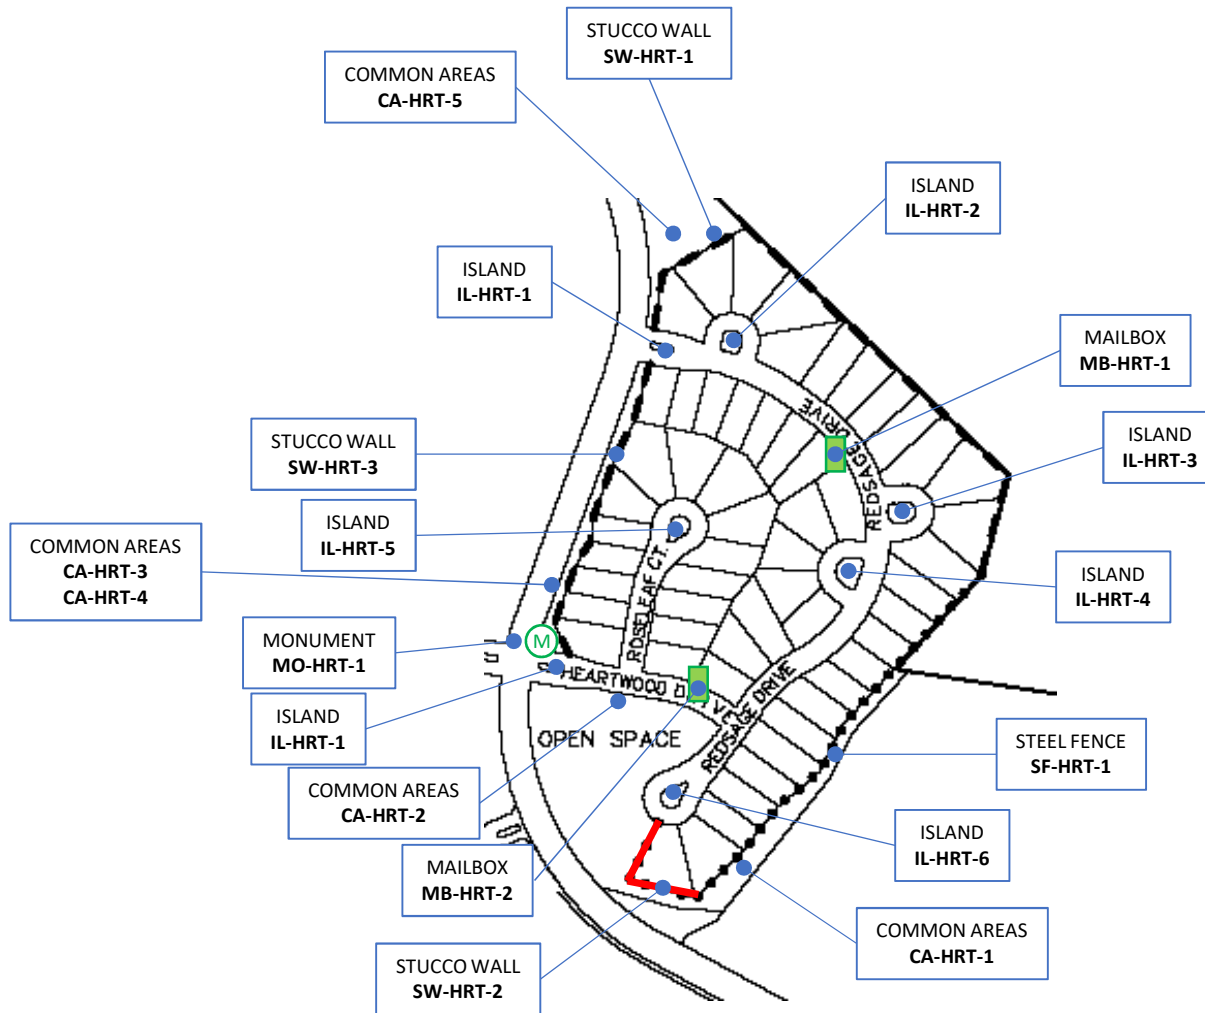 STUCCO WALL
SW-HRT-1
COMMON AREAS
CA-HRT-5
ISLAND
IL-HRT-2
ISLAND
IL-HRT-1
MAILBOX
MB-HRT-1
STUCCO WALL
SW-HRT-3
ISLAND
IL-HRT-3
ISLAND
IL-HRT-5
COMMON AREAS
CA-HRT-3
CA-HRT-4
ISLAND
IL-HRT-4
MONUMENT
MO-HRT-1
M
ISLAND
IL-HRT-1
STEEL FENCE
SF-HRT-1
COMMON AREAS
CA-HRT-2
ISLAND
IL-HRT-6
MAILBOX
MB-HRT-2
COMMON AREAS
CA-HRT-1
STUCCO WALL
SW-HRT-2
REDSAGE DRIVE
ROSELEAF CT.
HEARTWOOD
REDSAGE DRIVE
OPEN SPACE